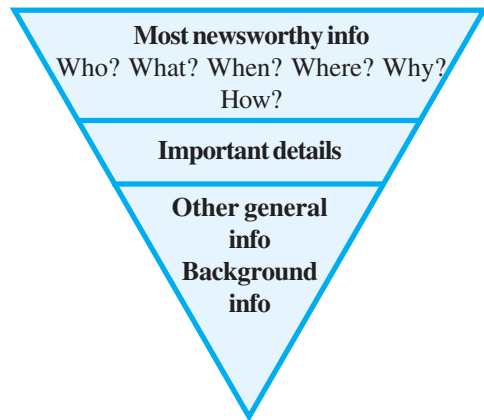 Most newsworthy info
Who? What? When? Where? Why?
How?
Important details
Other general
info
Background
info